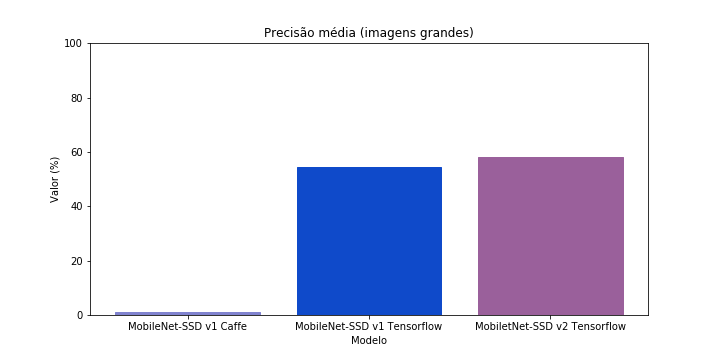 Precisão média (imagens grandes)
100
80
60
40
20
0
Valor (%)
MobileNet-SSD v1 Caffe
MobileNet-SSD v1 Tensorflow
MobiletNet-SSD v2 Tensorflow
Modelo